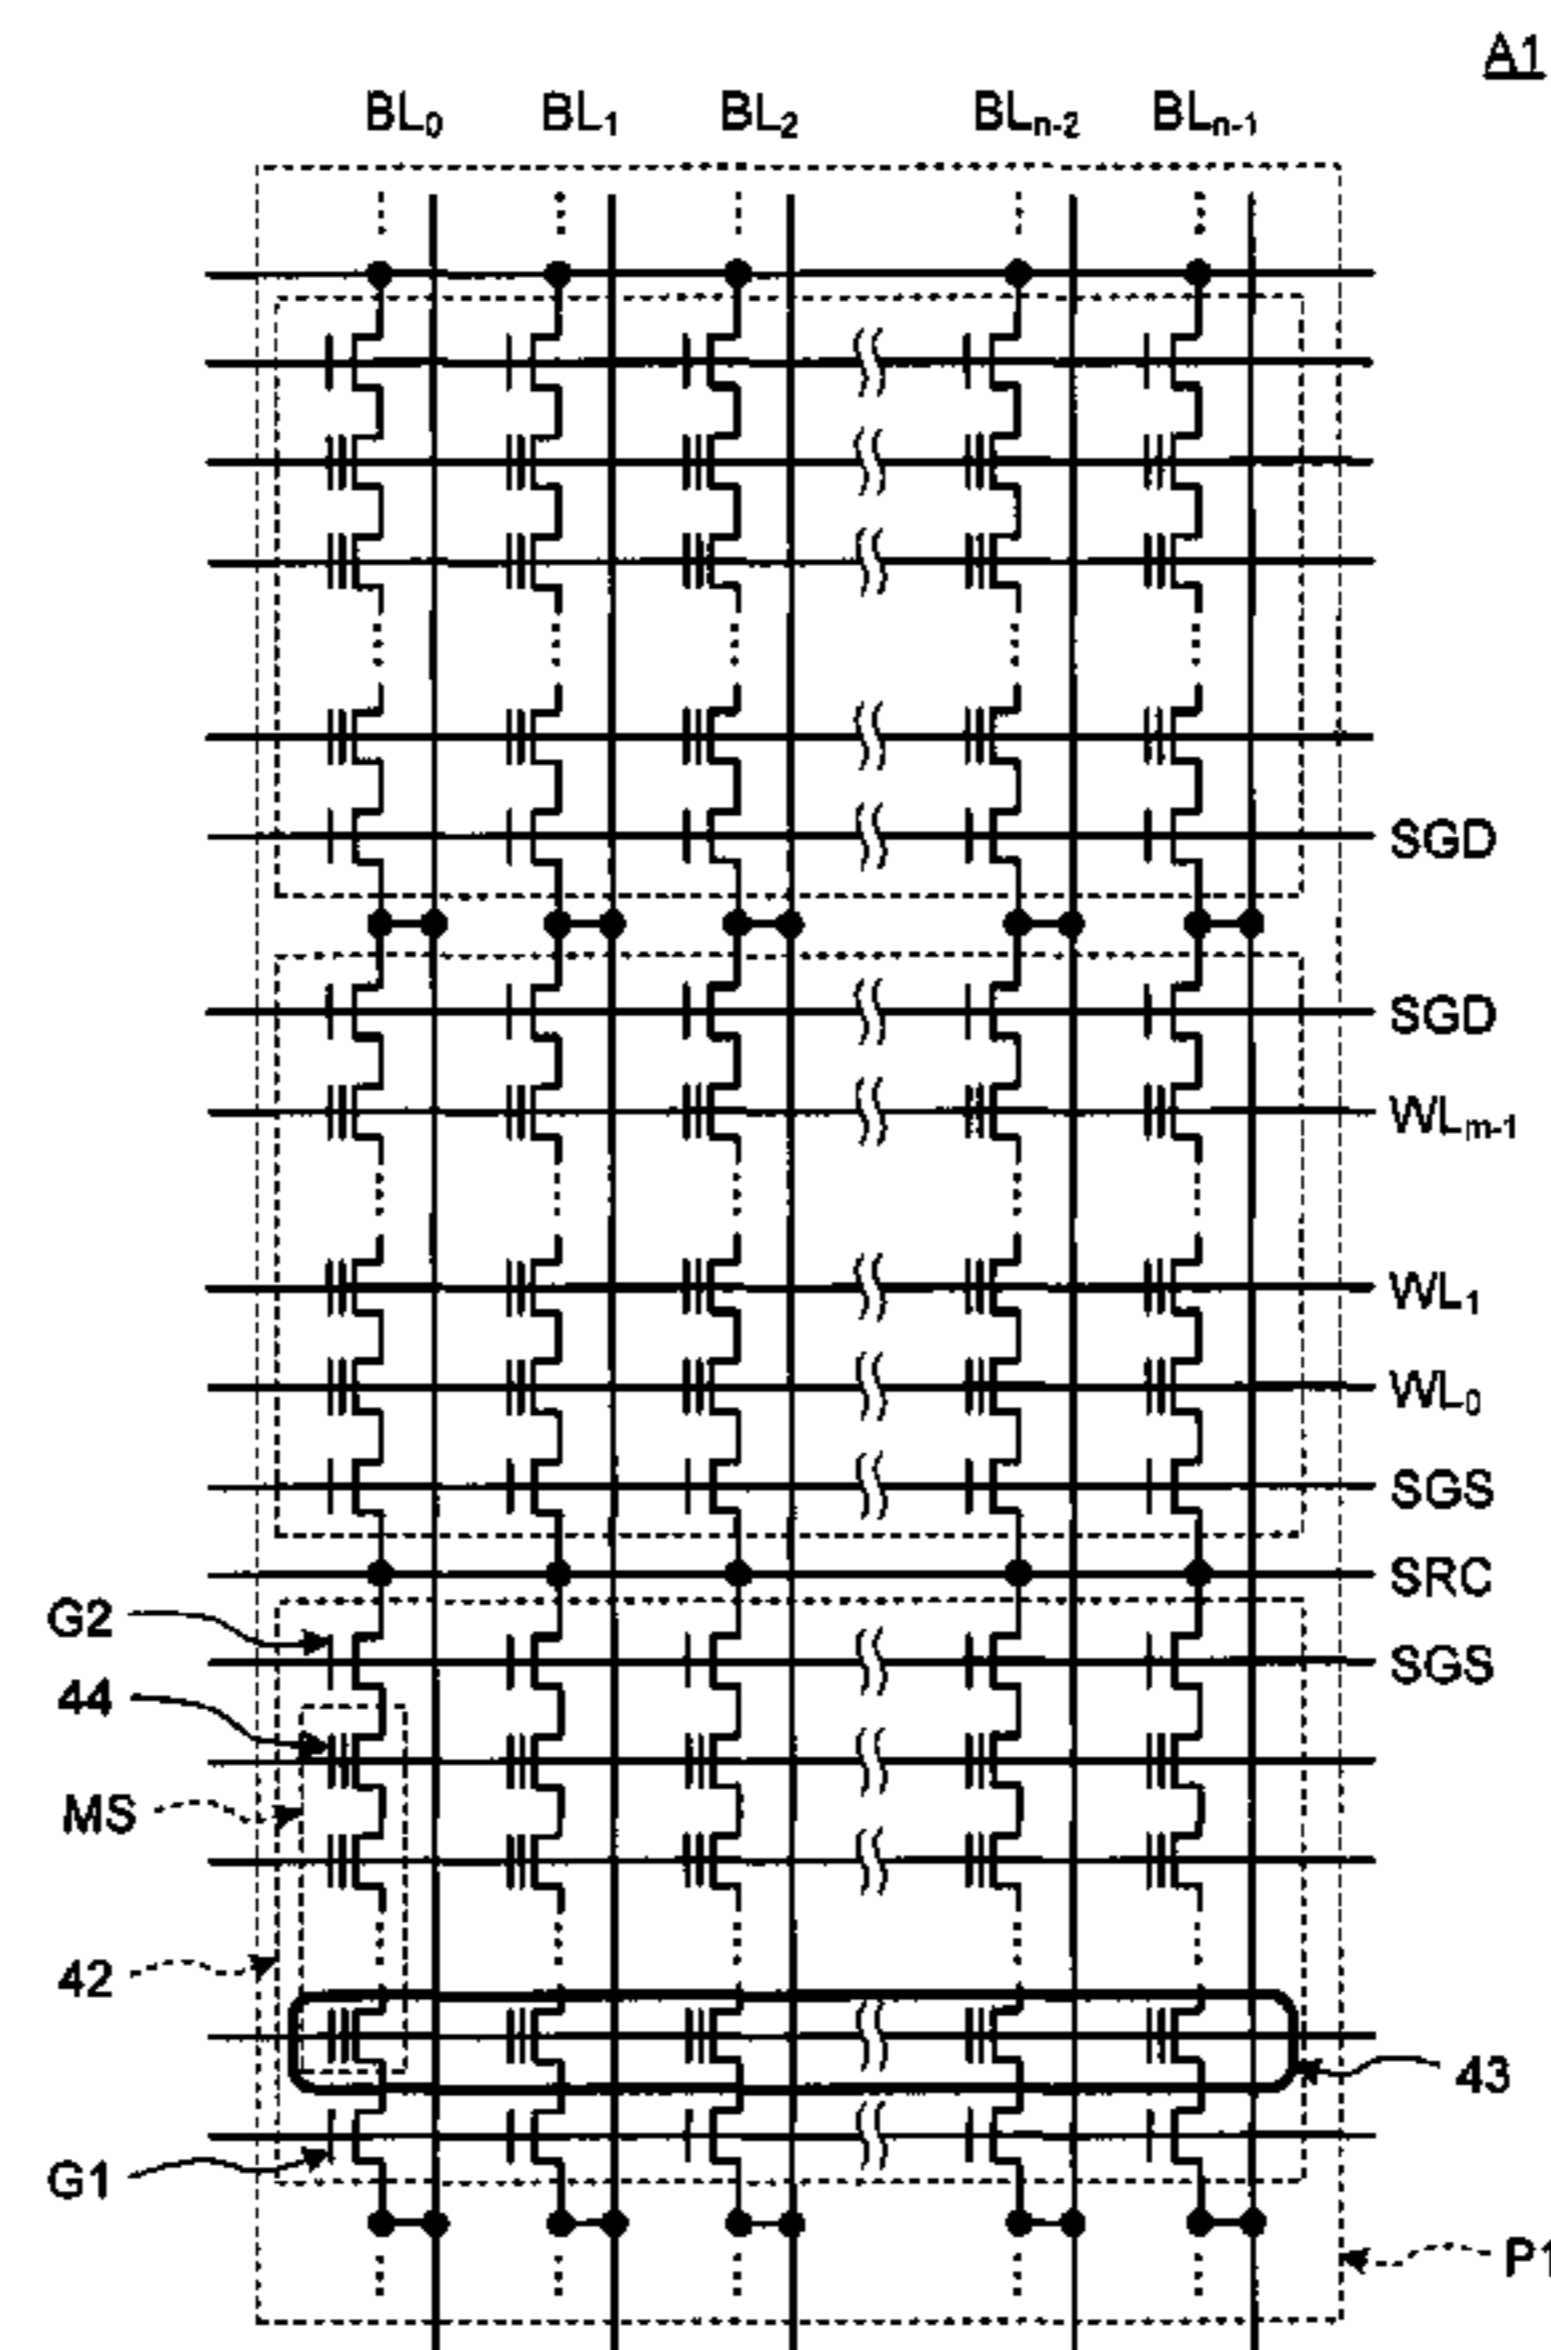 A1
BL₀ BL₁ BL₂ BLₙ₋₂ BLₙ₋₁
SGD
SGD
WLₘ₋₁
WL₁
WL₀
SGS
SRC
G2
SGS
44
MS
42
43
G1
P1